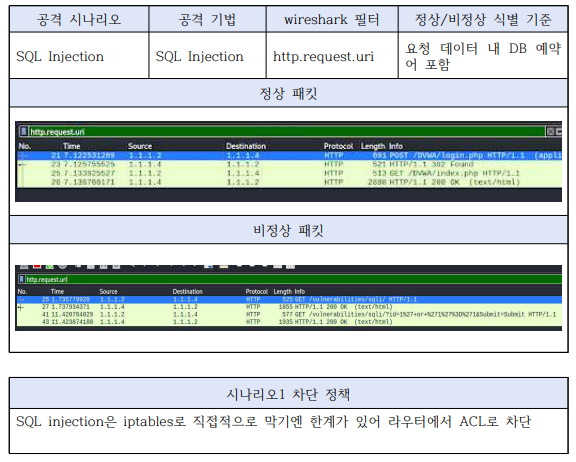 공격 시나리오 공격 기법 wireshark 필터 정상/비정상 식별 기준
SQL Injection SQL Injection http.request.uri 요청 데이터 내 DB 예약
어 포함
정상 패킷
http.request.uri
No. Time Source Destination Protocol Length Info
21 7.122531209 1.1.1.2 1.1.1.4 HTTP 691 POST /DVWA/login.php HTTP/1.1 (appli
23 7.125755525 1.1.1.4 1.1.1.2 HTTP 521 HTTP/1.1 302 Found
25 7.133925527 1.1.1.2 1.1.1.4 HTTP 513 GET /DVWA/index.php HTTP/1.1
26 7.136706171 1.1.1.4 1.1.1.2 HTTP 2888 HTTP/1.1 200 OK (text/html)
비정상 패킷
http.request.uri
No. Time Source Destination Protocol Length Info
25 1.735779920 1.1.1.2 1.1.1.4 HTTP 525 GET /vulnerabilities/sqli/ HTTP/1.1
27 1.737934371 1.1.1.4 1.1.1.2 HTTP 1855 HTTP/1.1 200 OK (text/html)
41 11.420784029 1.1.1.2 1.1.1.4 HTTP 577 GET /vulnerabilities/sqli/?id=1%27+or+%271%27%3D%271&Submit=Submit HTTP/1.1
43 11.423074180 1.1.1.4 1.1.1.2 HTTP 1935 HTTP/1.1 200 OK (text/html)
시나리오1 차단 정책
SQL injection은 iptables로 직접적으로 막기엔 한계가 있어 라우터에서 ACL로 차단